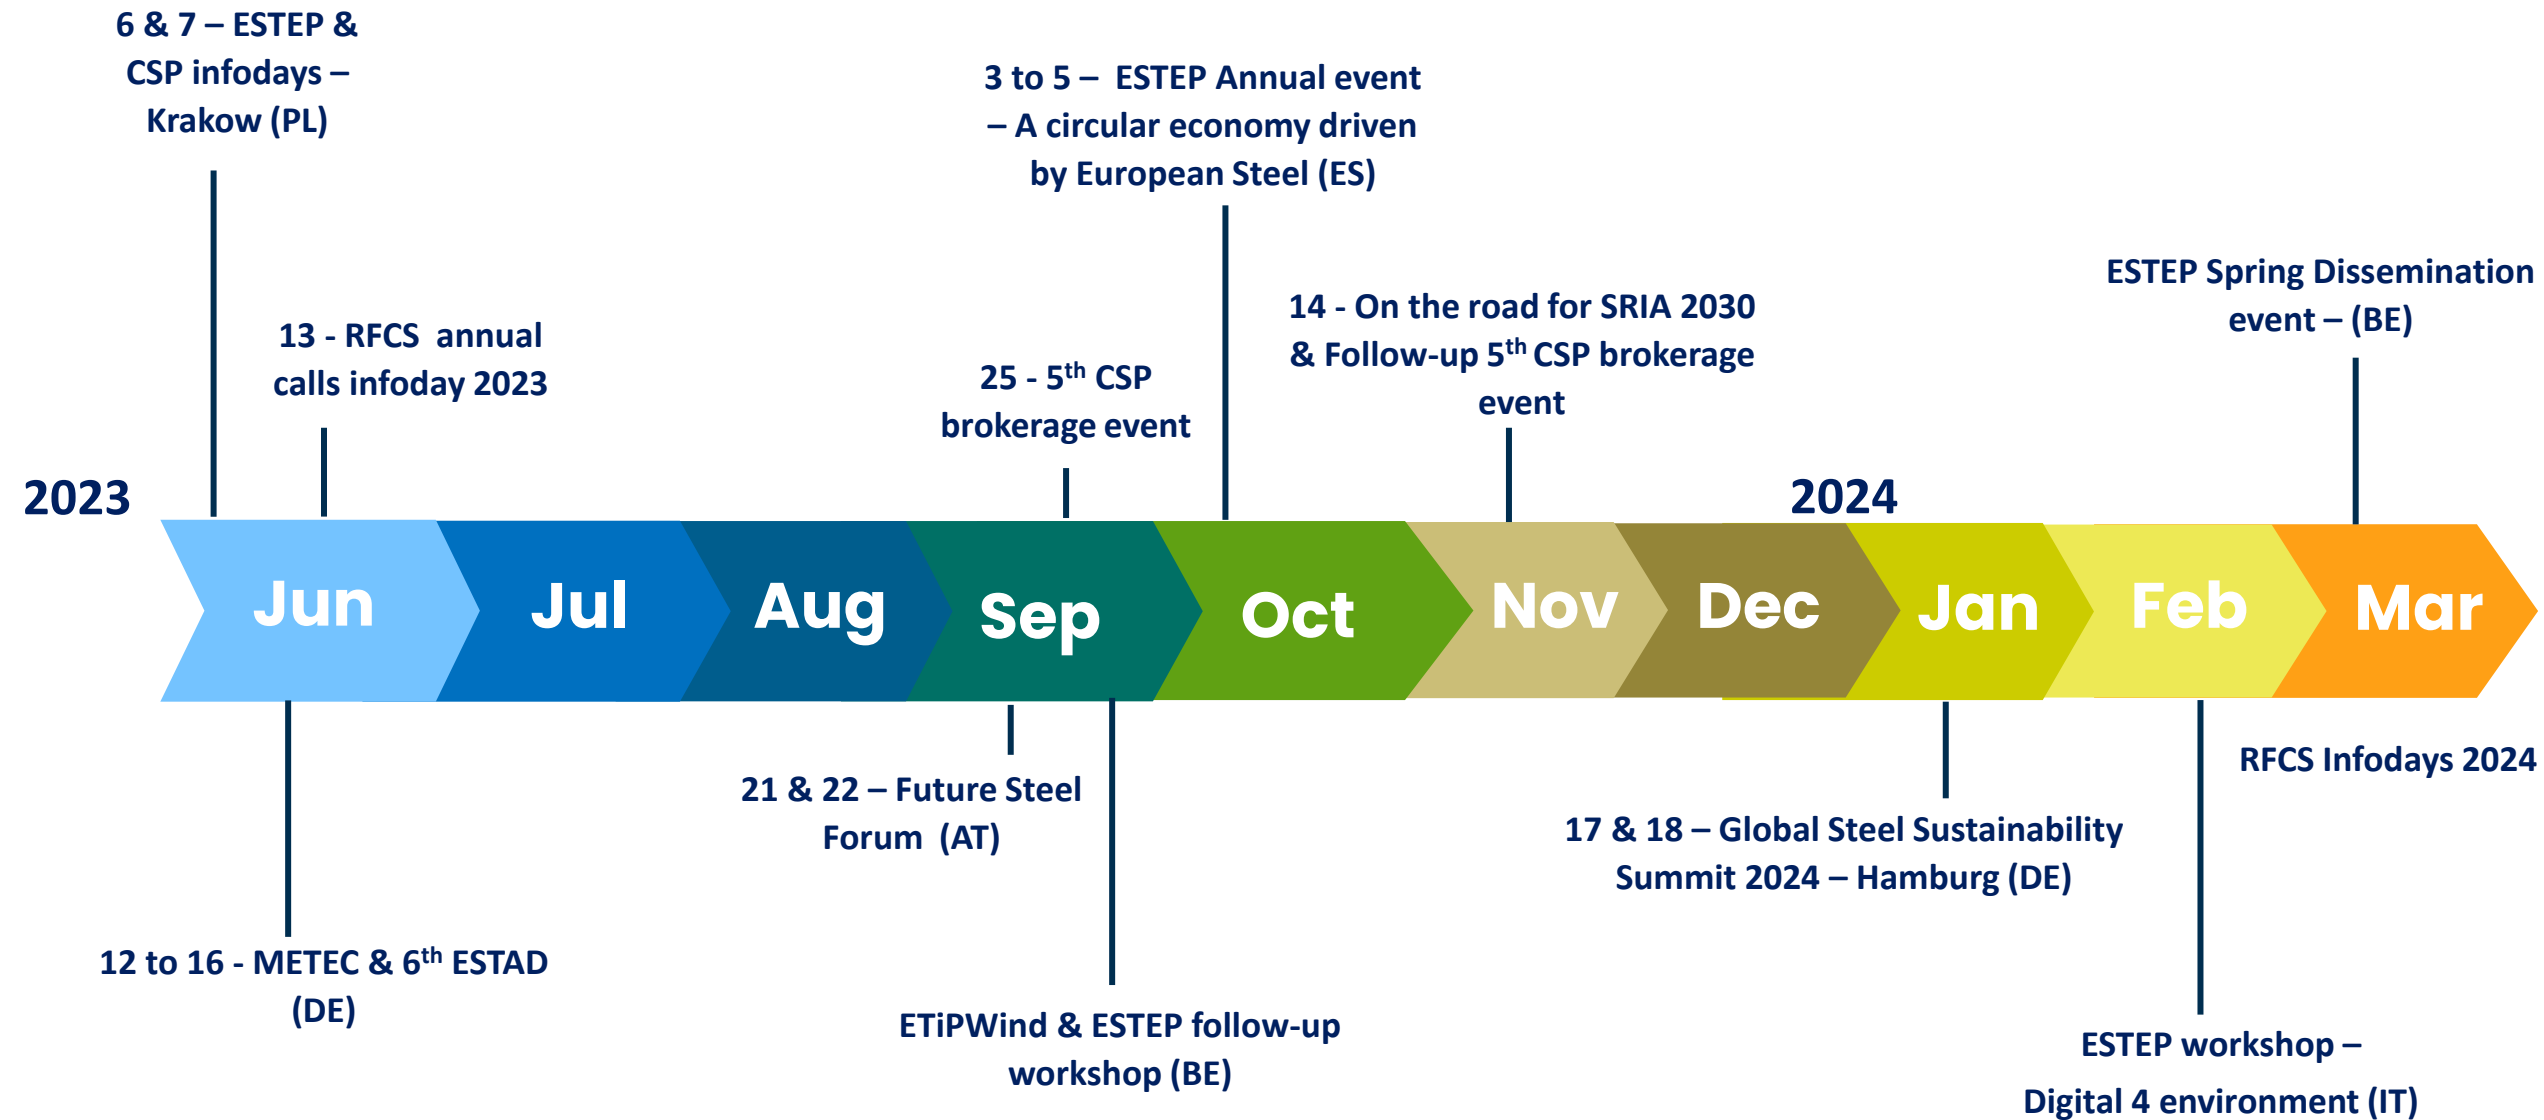 6 & 7 – ESTEP &
CSP infodays –
Krakow (PL)
3 to 5 – ESTEP Annual event
– A circular economy driven
by European Steel (ES)
ESTEP Spring Dissemination
event – (BE)
14 - On the road for SRIA 2030
& Follow-up 5th CSP brokerage
event
13 - RFCS annual
calls infoday 2023
25 - 5th CSP
brokerage event
2023
2024
Jun
Jul
Aug
Sep
Oct
Nov
Dec
Jan
Feb
Mar
RFCS Infodays 2024
21 & 22 – Future Steel
Forum (AT)
17 & 18 – Global Steel Sustainability
Summit 2024 – Hamburg (DE)
12 to 16 - METEC & 6th ESTAD
(DE)
ETiPWind & ESTEP follow-up
workshop (BE)
ESTEP workshop –
Digital 4 environment (IT)